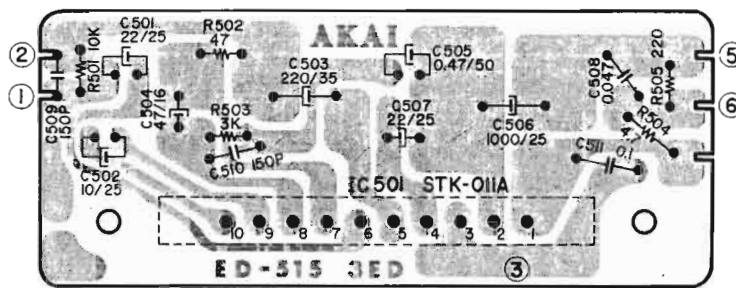 C501
22/25
R502
47
AKAI
C505
0.47/50
②
10K
R501
C503
220/35
C508
0.047
R505 220
⑤
①
C509
150P
C504
47/16
R503
3K
C507
22/25
C506
1000/25
R504
4.7
⑥
C510 150P
C511 0.1
C502
10/25
IC501 STK-011A
10 9 8 7 6 5 4 3 2 1
ED-515 3ED
③